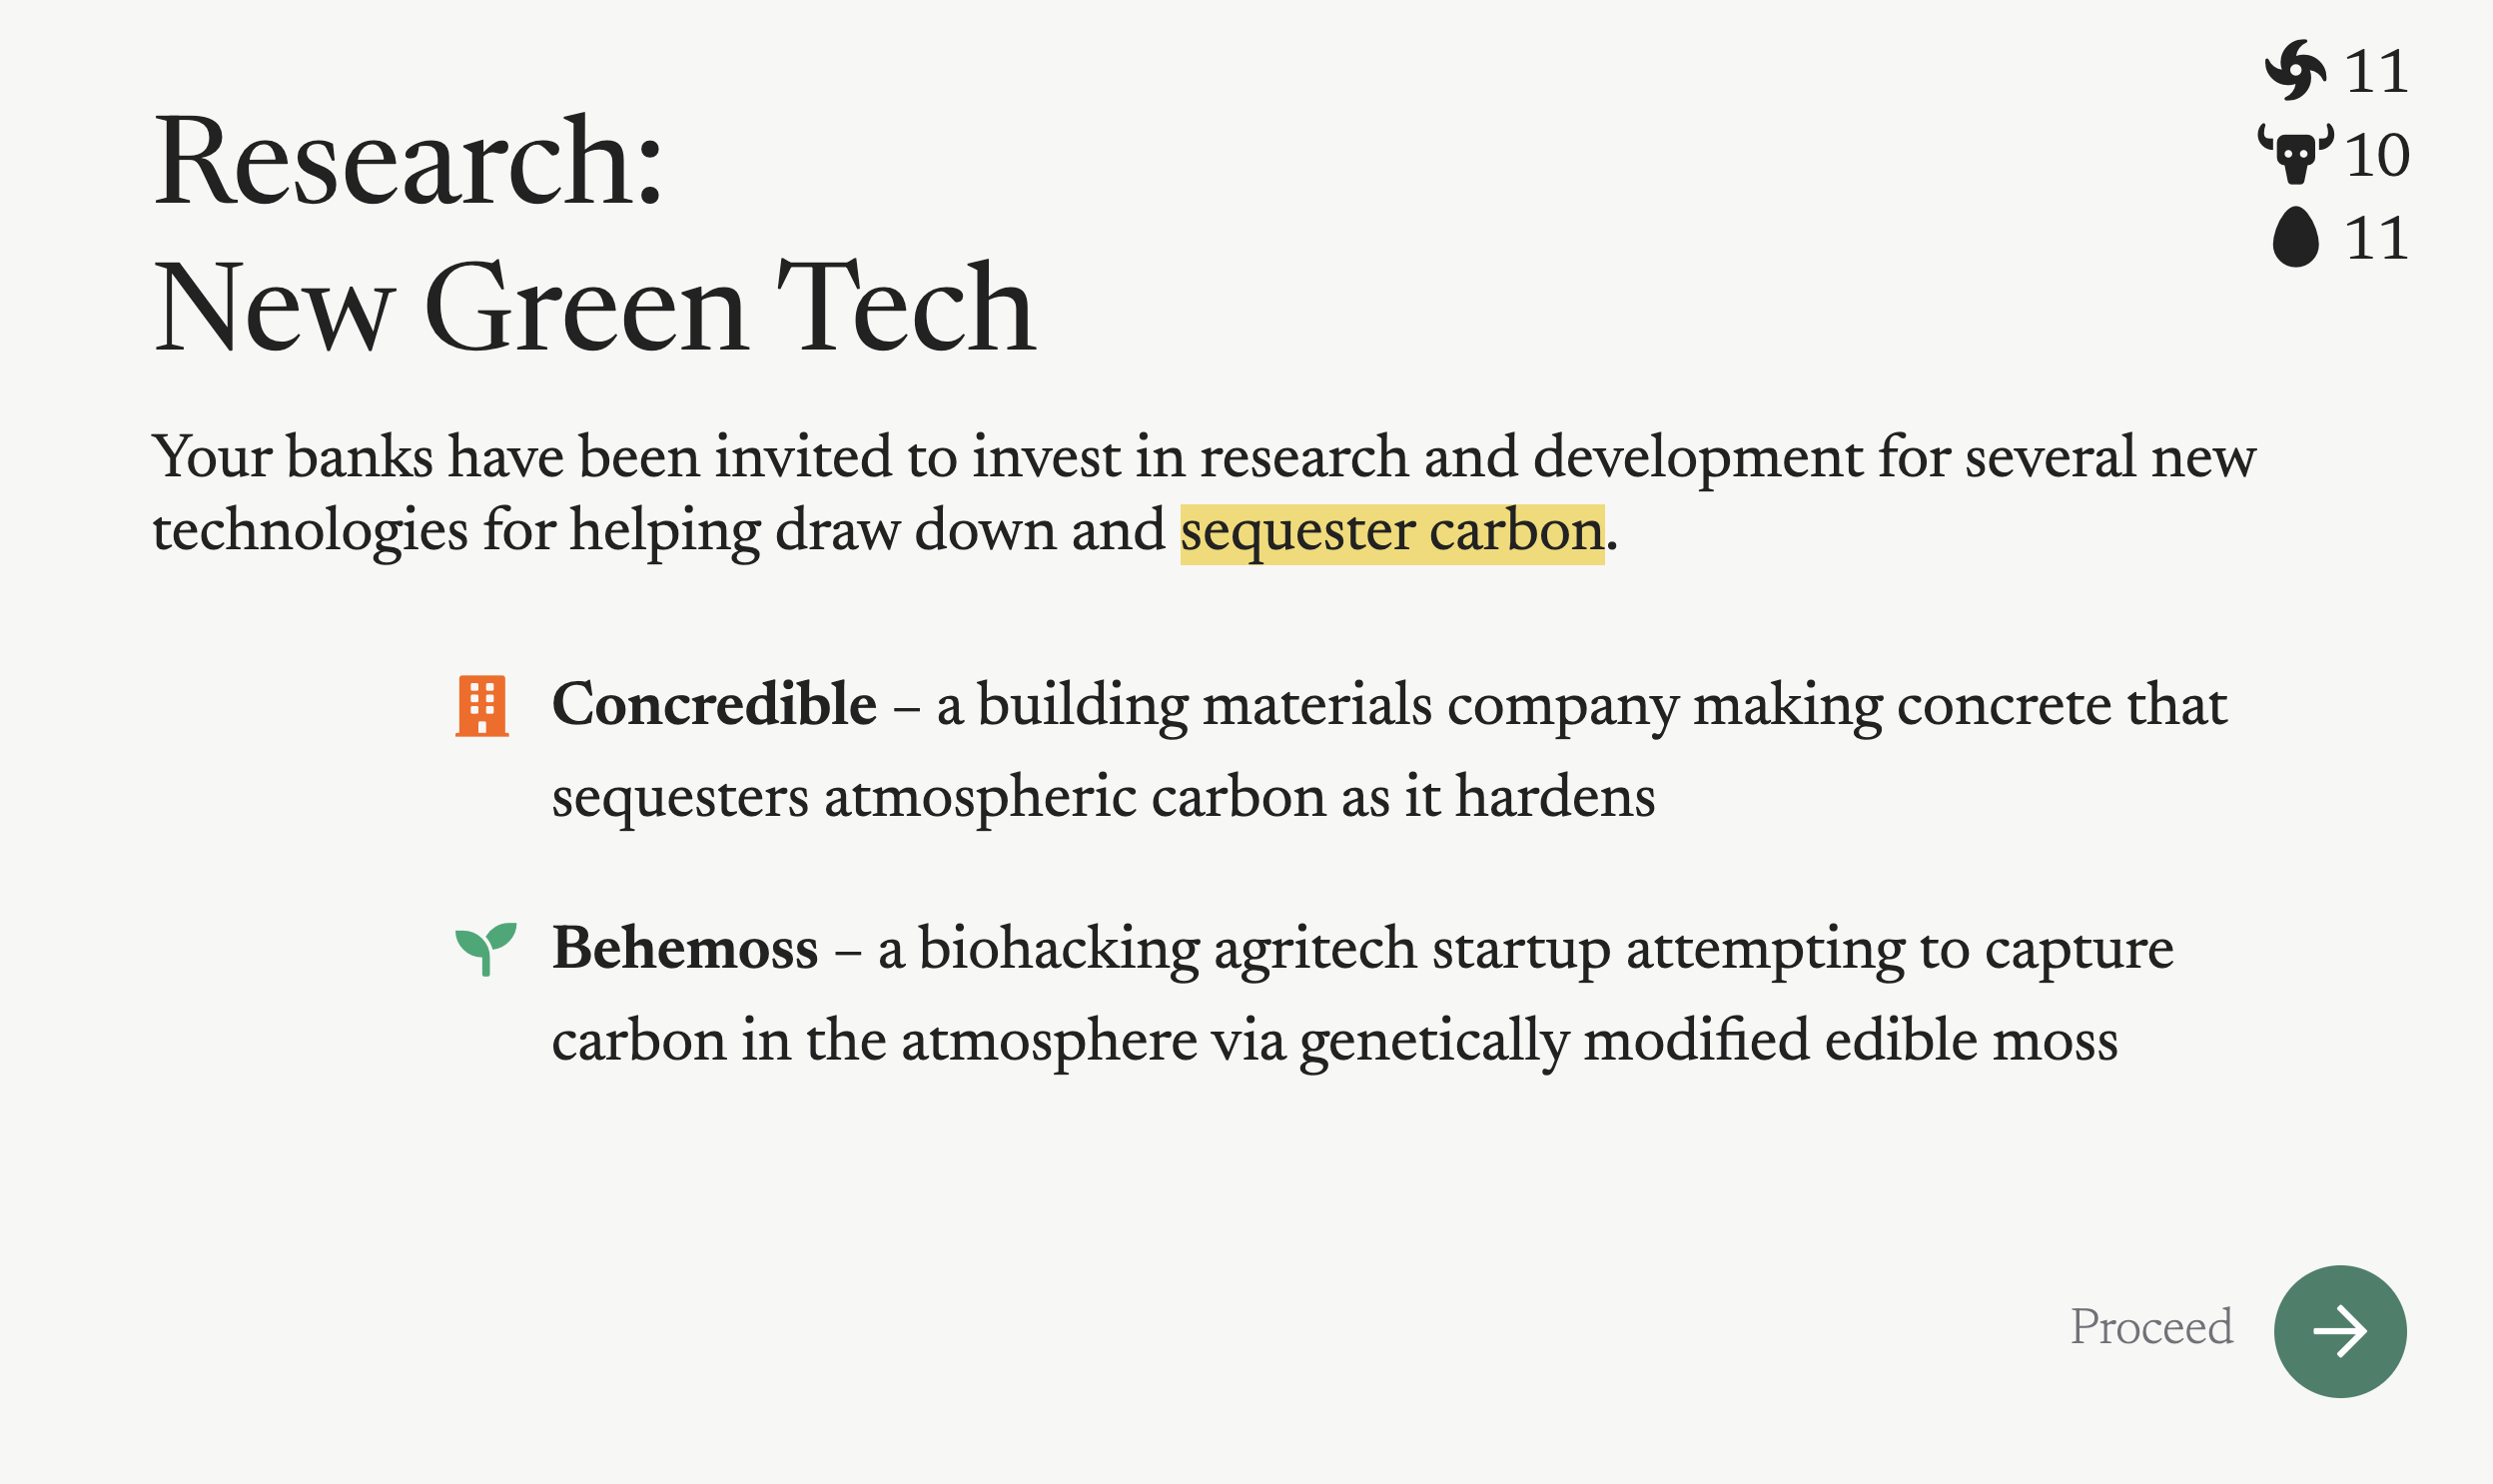 11
10
11
Research:
New Green Tech
Your banks have been invited to invest in research and development for several new
technologies for helping draw down and sequester carbon.
Concredible – a building materials company making concrete that
sequesters atmospheric carbon as it hardens
Behemoss – a biohacking agritech startup attempting to capture
carbon in the atmosphere via genetically modified edible moss
Proceed